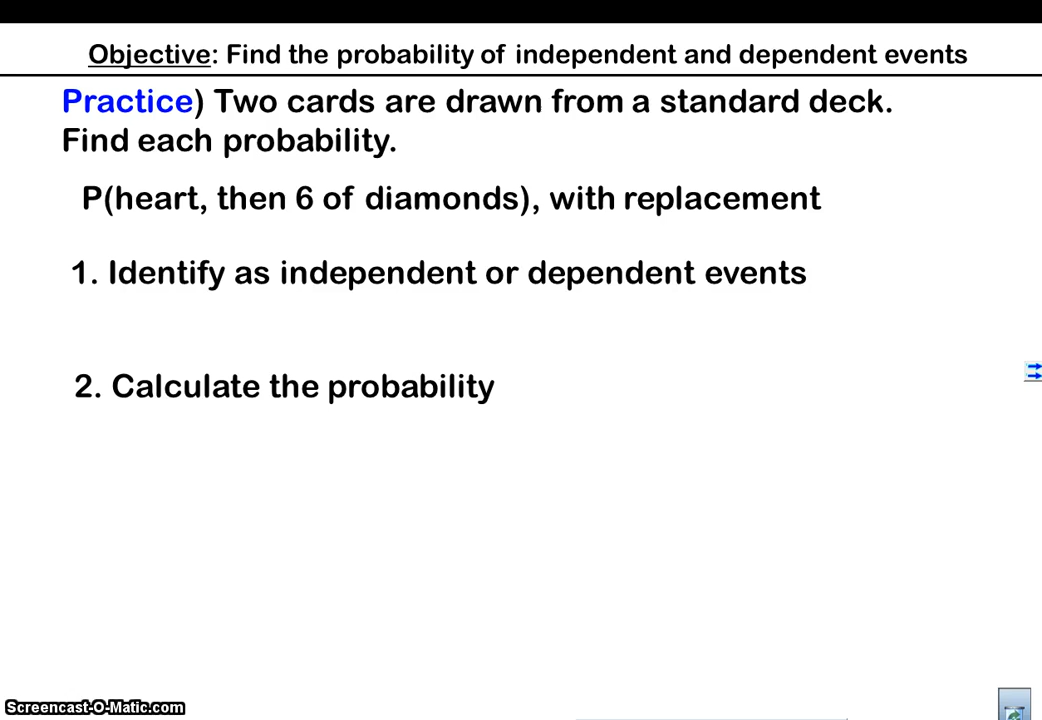 Objective: Find the probability of independent and dependent events
Practice) Two cards are drawn from a standard deck.
Find each probability.
P(heart, then 6 of diamonds), with replacement
1. Identify as independent or dependent events
2. Calculate the probability
Screencast-O-Matic.com